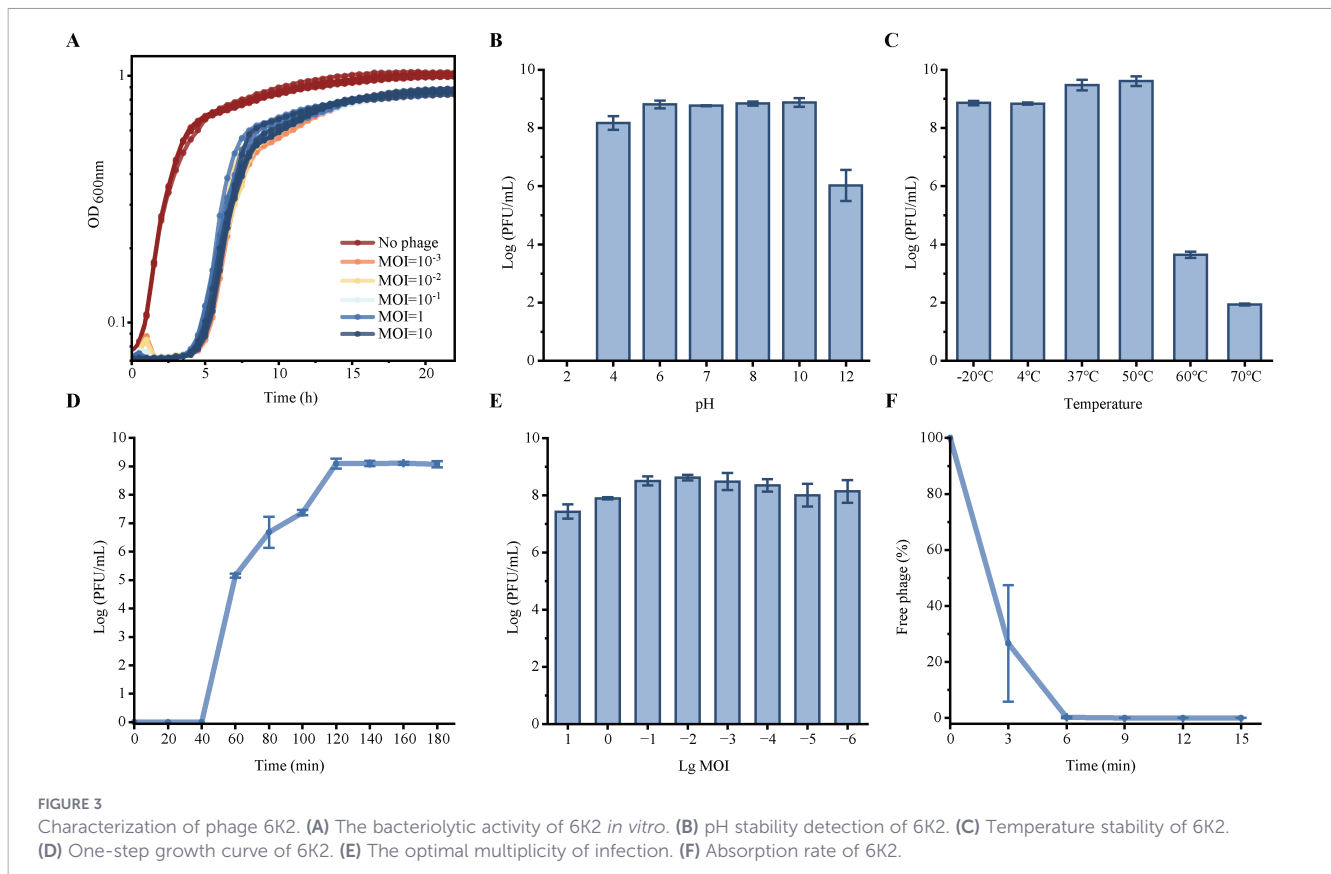 A
OD600nm
1
0.1
0
5
10
15
20
Time (h)
No phage
MOI=10-3
MOI=10-2
MOI=10-1
MOI=1
MOI=10
B
Log (PFU/mL)
10
8
6
4
2
0
2
4
6
7
8
10
12
pH
C
Log (PFU/mL)
10
8
6
4
2
0
-20°C
4°C
37°C
50°C
60°C
70°C
Temperature
D
Log (PFU/mL)
10
9
8
7
6
5
4
3
2
1
0
0
20
40
60
80
100
120
140
160
180
Time (min)
E
Log (PFU/mL)
10
8
6
4
2
0
1
0
−1
−2
−3
−4
−5
−6
Lg MOI
F
Free phage (%)
100
80
60
40
20
0
0
3
6
9
12
15
Time (min)
FIGURE 3
Characterization of phage 6K2. (A) The bacteriolytic activity of 6K2 in vitro. (B) pH stability detection of 6K2. (C) Temperature stability of 6K2.
(D) One-step growth curve of 6K2. (E) The optimal multiplicity of infection. (F) Absorption rate of 6K2.